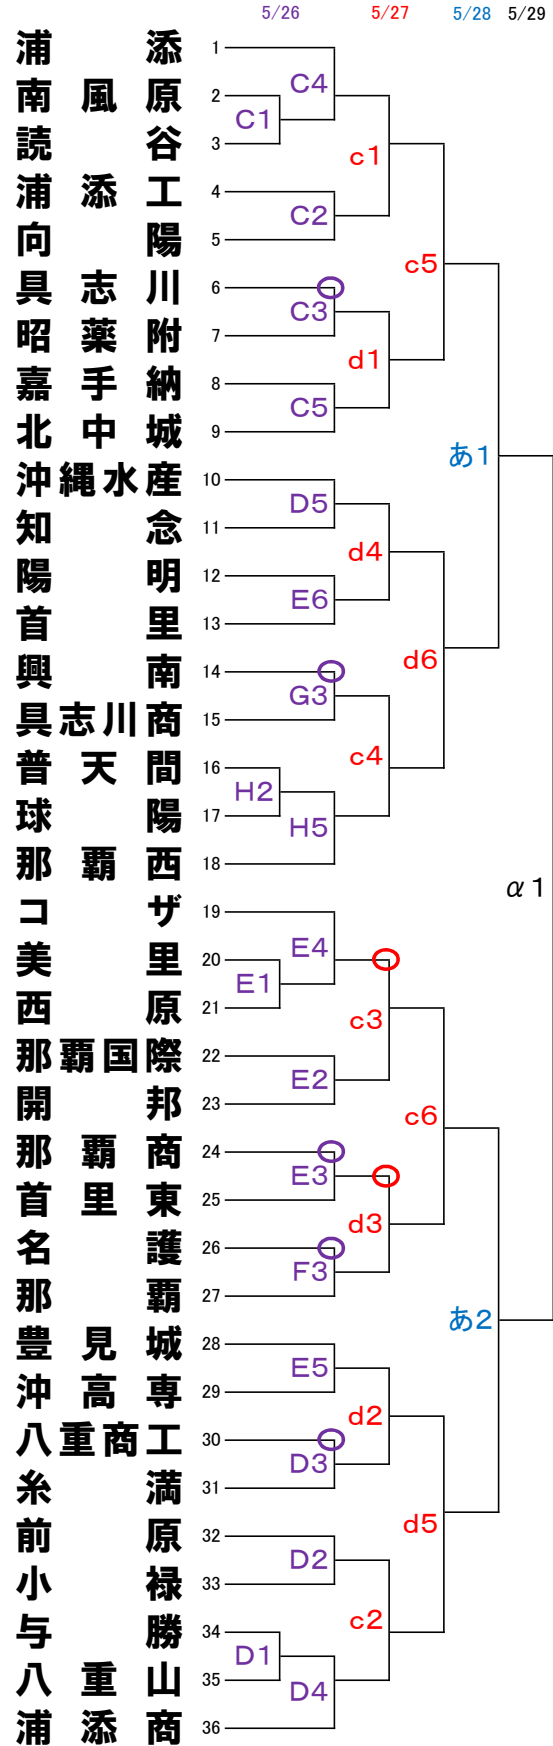 5/26 5/27 5/28 5/29
浦添 1
C4
南風原 2
C1
読谷 3
c1
浦添工 4
C2
向陽 5
c5
具志川 6
C3
昭薬附 7
d1
嘉手納 8
C5
北中城 9
あ1
沖縄水産 10
D5
知念 11
d4
陽明 12
E6
首里 13
d6
興南 14
G3
具志川商 15
c4
普天間 16
H2
球陽 17
H5
那覇西 18
α1
コザ 19
E4
美里 20
E1
西原 21
c3
那覇国際 22
E2
開邦 23
c6
那覇商 24
E3
首里東 25
d3
名護 26
F3
那覇 27
あ2
豊見城 28
E5
沖高専 29
d2
八重商工 30
D3
糸満 31
d5
前原 32
D2
小禄 33
c2
与勝 34
D1
八重山 35
D4
浦添商 36